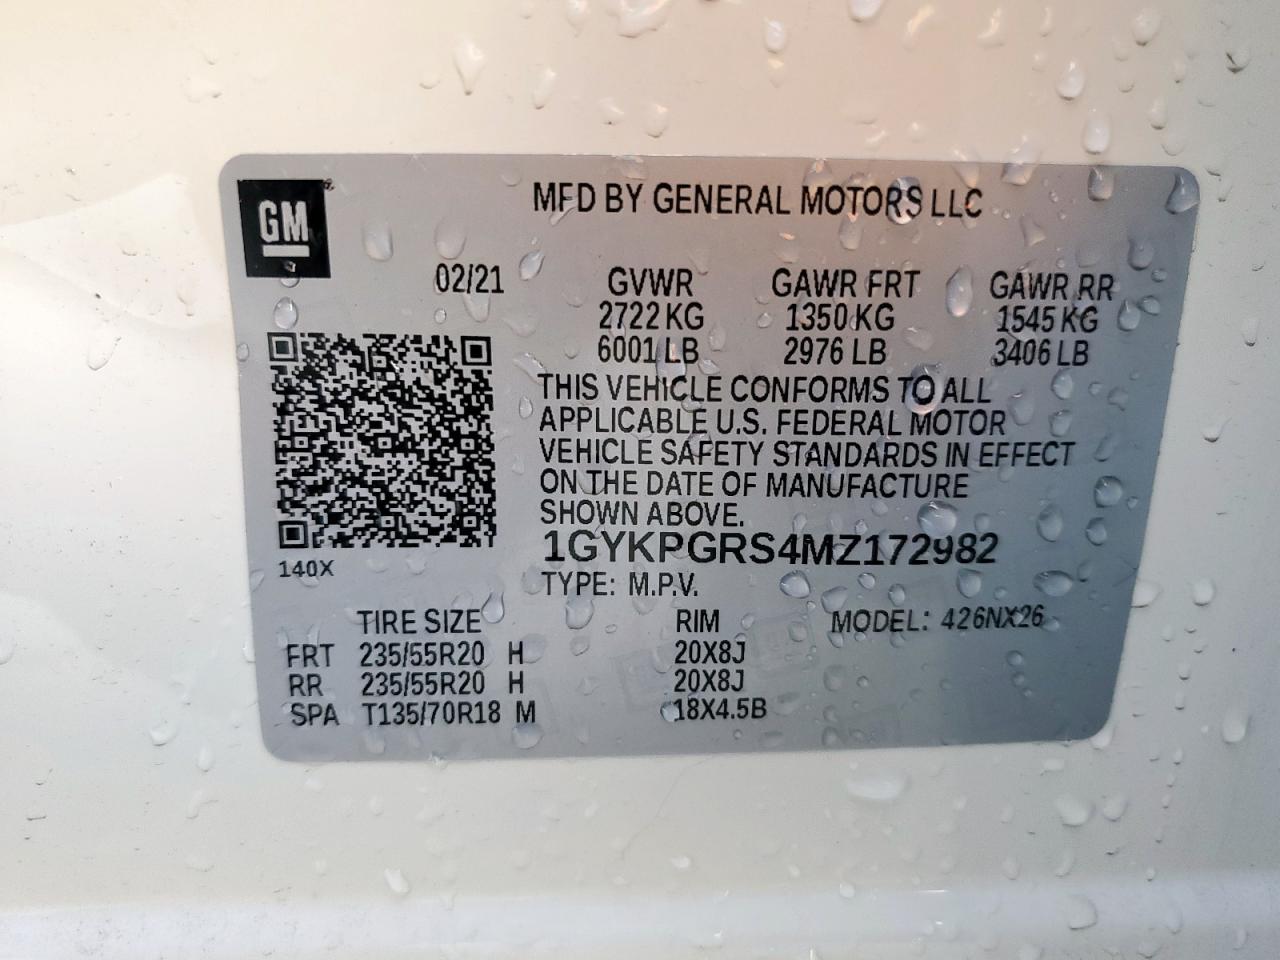 GM
MFD BY GENERAL MOTORS LLC
02/21 GVWR GAWR FRT GAWR RR
2722 KG 1350 KG 1545 KG
6001 LB 2976 LB 3406 LB
THIS VEHICLE CONFORMS TO ALL
APPLICABLE U.S. FEDERAL MOTOR
VEHICLE SAFETY STANDARDS IN EFFECT
ON THE DATE OF MANUFACTURE
SHOWN ABOVE.
1GYKPGRS4MZ172982
140X
TYPE: M.P.V.
TIRE SIZE RIM MODEL: 426NX26
FRT 235/55R20 H 20X8J
RR 235/55R20 H 20X8J
SPA T135/70R18 M 18X4.5B